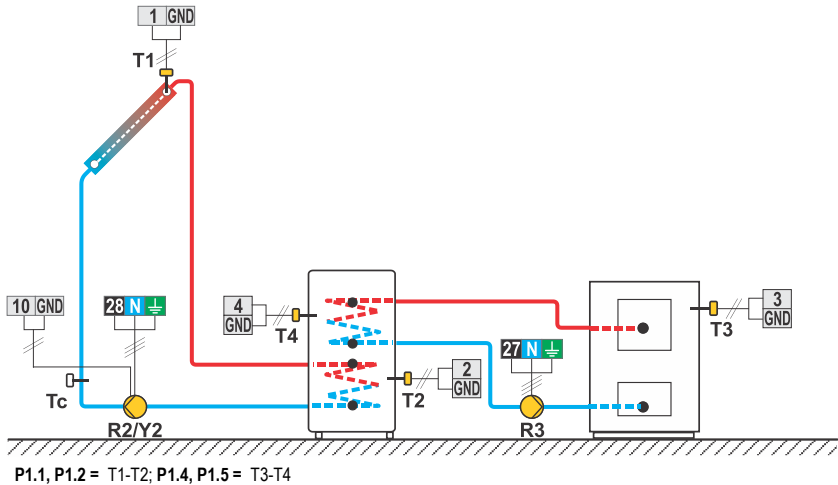 1 GND
T1
10 GND
28 N
4
GND
T4
3
GND
T3
27 N
2
GND
T2
Tc
R2/Y2
R3
P1.1, P1.2 = T1-T2; P1.4, P1.5 = T3-T4